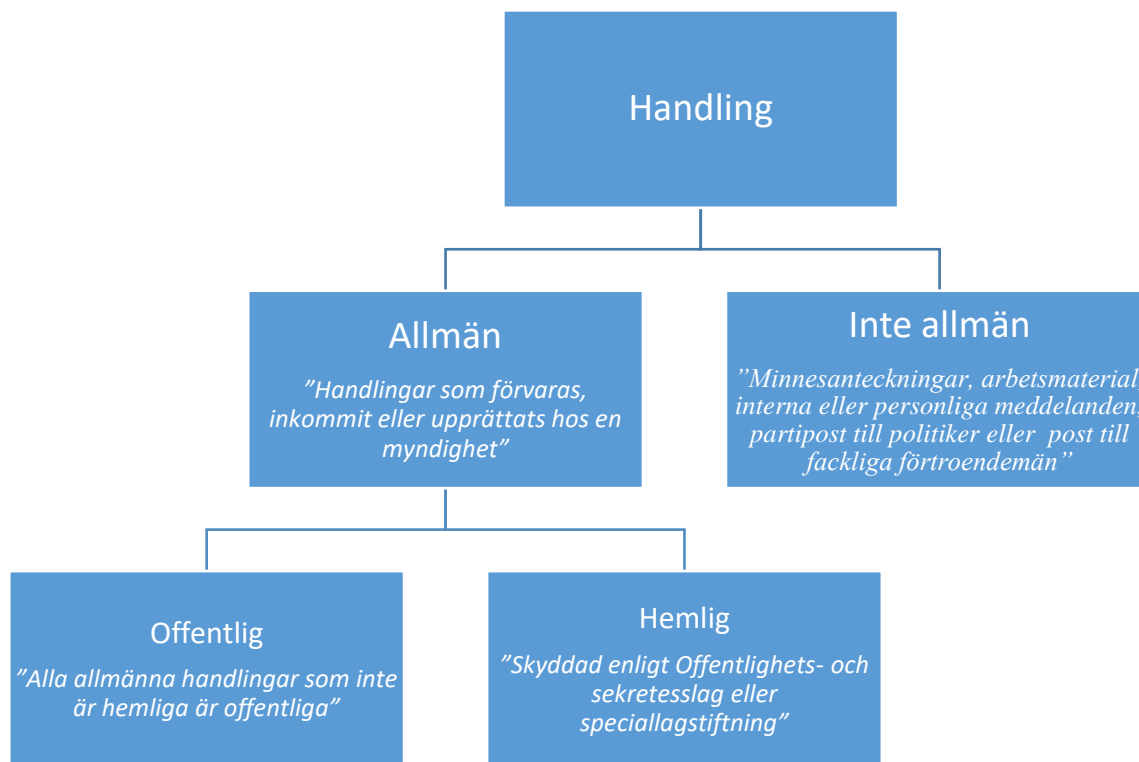 Handling
Allmän
”Handlingar som förvaras,
inkommit eller upprättats hos en
myndighet”
Inte allmän
”Minnesanteckningar, arbetsmaterial,
interna eller personliga meddelanden,
partipost till politiker eller post till
fackliga förtroendemän”
Offentlig
”Alla allmänna handlingar som inte
är hemliga är offentliga”
Hemlig
”Skyddad enligt Offentlighets- och
sekretesslag eller
speciallagstiftning”